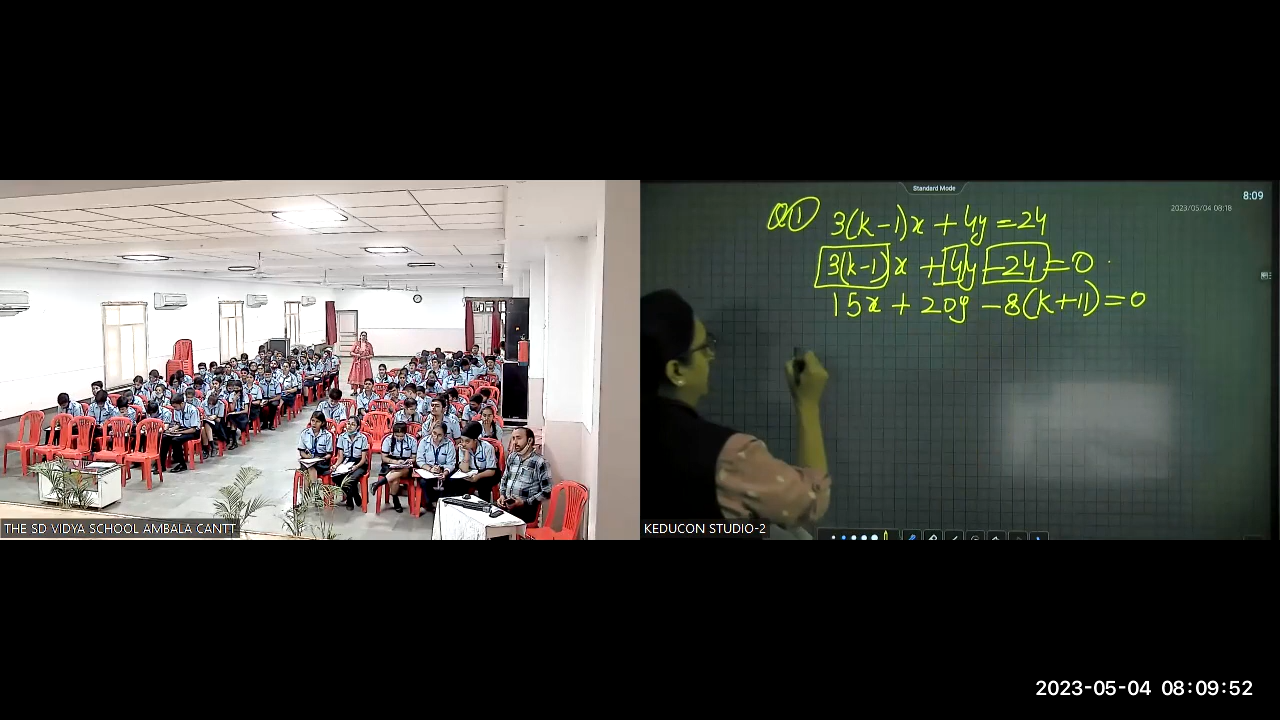 Standard Mode
8:09
2023/05/04 08:18
Q1 3(k-1)x + 4y = 24
3(k-1)x + 4y - 24 = 0
15x + 20y - 8(k+11) = 0
THE SD VIDYA SCHOOL AMBALA CANTT
KEDUCON STUDIO-2
2023-05-04 08:09:52